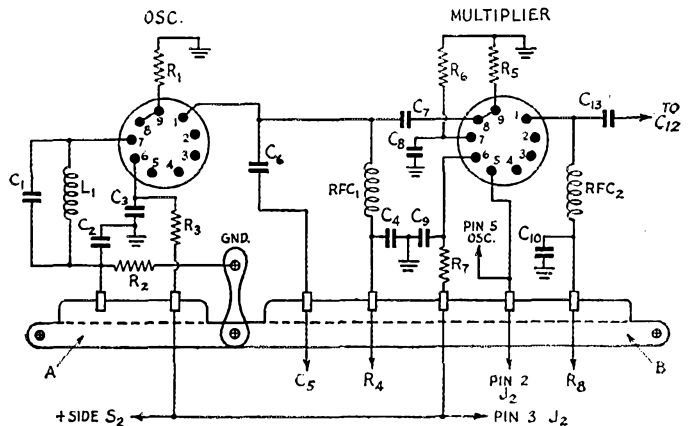 OSC.
MULTIPLIER
R1
R6
R5
9
1
8
2
7
3
6
5
4
C7
9
1
8
2
7
3
6
5
4
C13
TO
C12
C8
C1
L1
C3
C2
R3
C6
RFC1
C4
C9
PIN 5
OSC.
RFC2
R2
GND.
R7
C10
A
C5
R4
PIN 2
J2
R8
B
+SIDE S2
PIN 3 J2